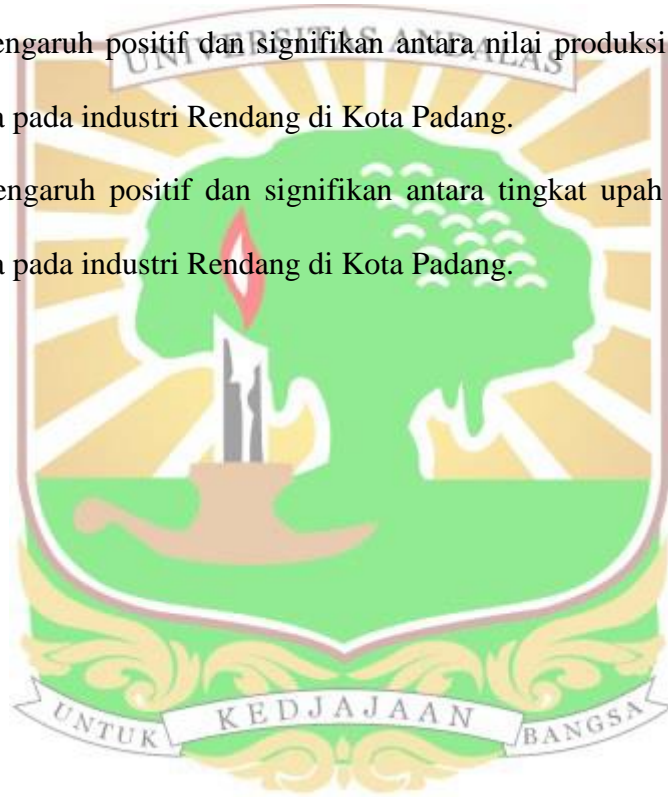 engaruh positif dan signifikan antara nilai produksi
UNIVERSITAS ANDALAS
a pada industri Rendang di Kota Padang.
engaruh positif dan signifikan antara tingkat upah
a pada industri Rendang di Kota Padang.
UNTUK KEDJAJAAN BANGSA